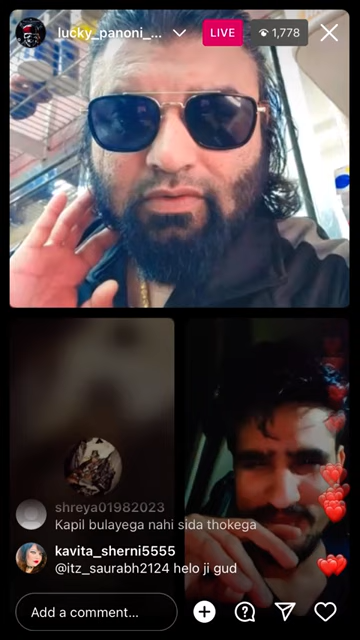 lucky_panoni_...
LIVE
1,778
shreya01982023
Kapil bulayega nahi sida thokega
kavita_sherni5555
@itz_saurabh2124 helo ji gud
Add a comment...